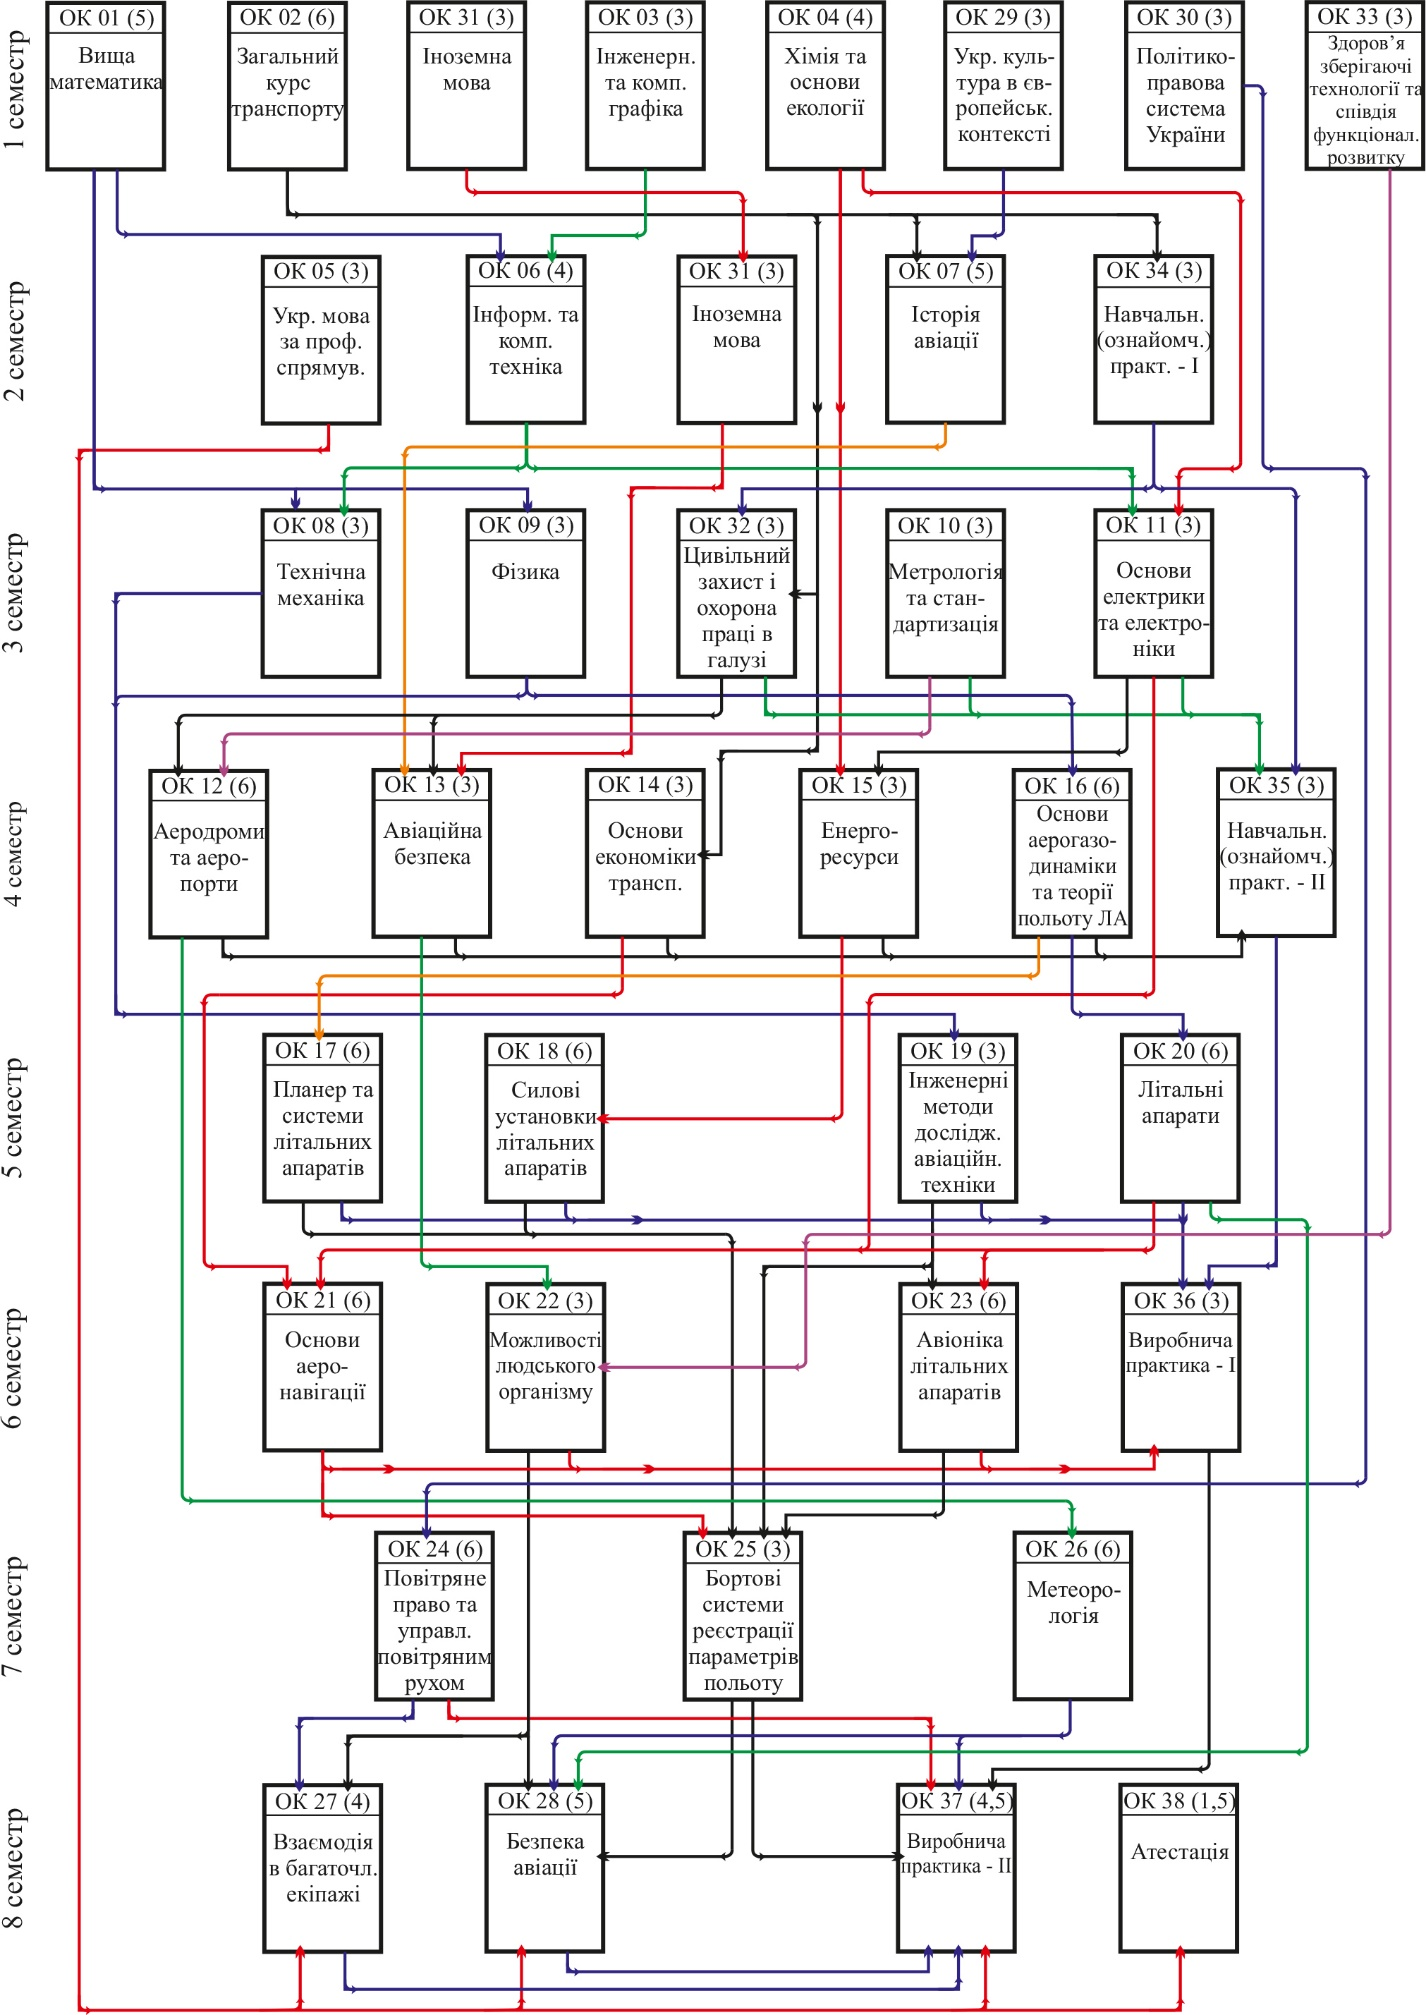 1 семестр
ОК 01 (5)
Вища
математика
ОК 02 (6)
Загальний
курс
транспорту
ОК 31 (3)
Іноземна
мова
ОК 03 (3)
Інженерн.
та комп.
графіка
ОК 04 (4)
Хімія та
основи
екології
ОК 29 (3)
Укр. куль-
тура в єв-
ропейськ.
контексті
ОК 30 (3)
Політико-
правова
система
України
ОК 33 (3)
Здоров’я
зберігаючі
технології та
співдія
функціонал.
розвитку
2 семестр
ОК 05 (3)
Укр. мова
за проф.
спрямув.
ОК 06 (4)
Інформ. та
комп.
техніка
ОК 31 (3)
Іноземна
мова
ОК 07 (5)
Історія
авіації
ОК 34 (3)
Навчальн.
(ознайомч.)
практ. - І
3 семестр
ОК 08 (3)
Технічна
механіка
ОК 09 (3)
Фізика
ОК 32 (3)
Цивільний
захист і
охорона
праці в
галузі
ОК 10 (3)
Метрологія
та стан-
дартизація
ОК 11 (3)
Основи
електрики
та електро-
ніки
4 семестр
ОК 12 (6)
Аеродроми
та аеро-
порти
ОК 13 (3)
Авіаційна
безпека
ОК 14 (3)
Основи
економіки
трансп.
ОК 15 (3)
Енерго-
ресурси
ОК 16 (6)
Основи
аерогазо-
динаміки
та теорії
польоту ЛА
ОК 35 (3)
Навчальн.
(ознайомч.)
практ. - ІІ
5 семестр
ОК 17 (6)
Планер та
системи
літальних
апаратів
ОК 18 (6)
Силові
установки
літальних
апаратів
ОК 19 (3)
Інженерні
методи
дослідж.
авіаційн.
техніки
ОК 20 (6)
Літальні
апарати
6 семестр
ОК 21 (6)
Основи
аеро-
навігації
ОК 22 (3)
Можливості
людського
організму
ОК 23 (6)
Авіоніка
літальних
апаратів
ОК 36 (3)
Виробнича
практика - І
7 семестр
ОК 24 (6)
Повітряне
право та
управл.
повітряним
рухом
ОК 25 (3)
Бортові
системи
реєстрації
параметрів
польоту
ОК 26 (6)
Метеоро-
логія
8 семестр
ОК 27 (4)
Взаємодія
в багаточл.
екіпажі
ОК 28 (5)
Безпека
авіації
ОК 37 (4,5)
Виробнича
практика - ІІ
ОК 38 (1,5)
Атестація